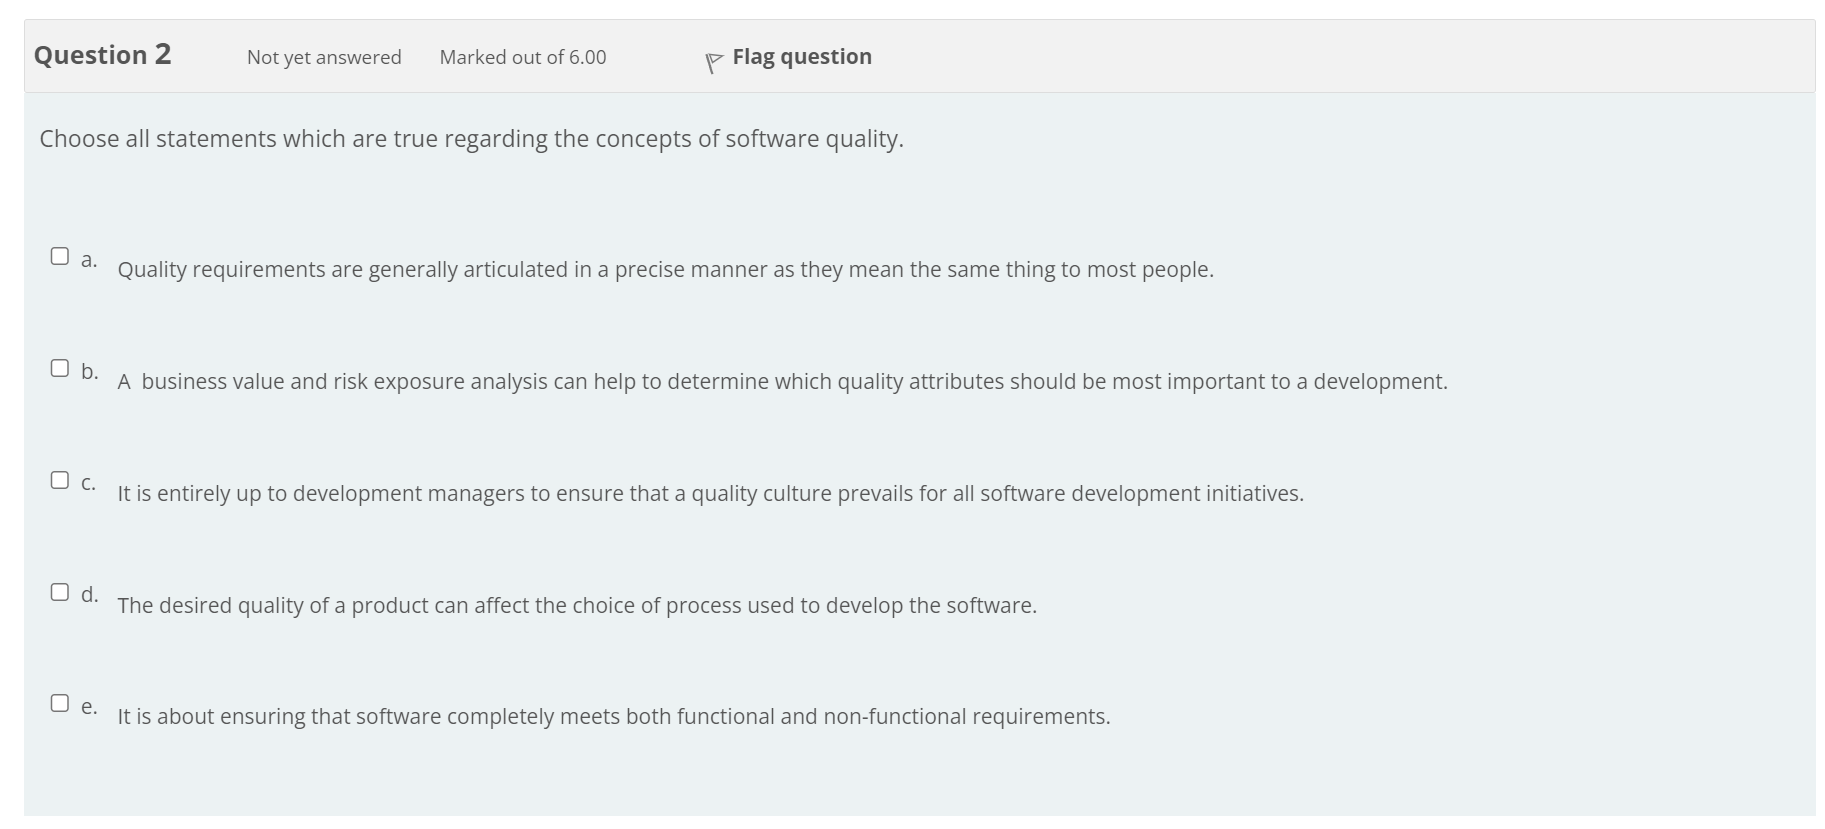 Question 2 Not yet answered Marked out of 6.00 Flag question
Choose all statements which are true regarding the concepts of software quality.
a. Quality requirements are generally articulated in a precise manner as they mean the same thing to most people.
b. A business value and risk exposure analysis can help to determine which quality attributes should be most important to a development.
c. It is entirely up to development managers to ensure that a quality culture prevails for all software development initiatives.
d. The desired quality of a product can affect the choice of process used to develop the software.
e. It is about ensuring that software completely meets both functional and non-functional requirements.